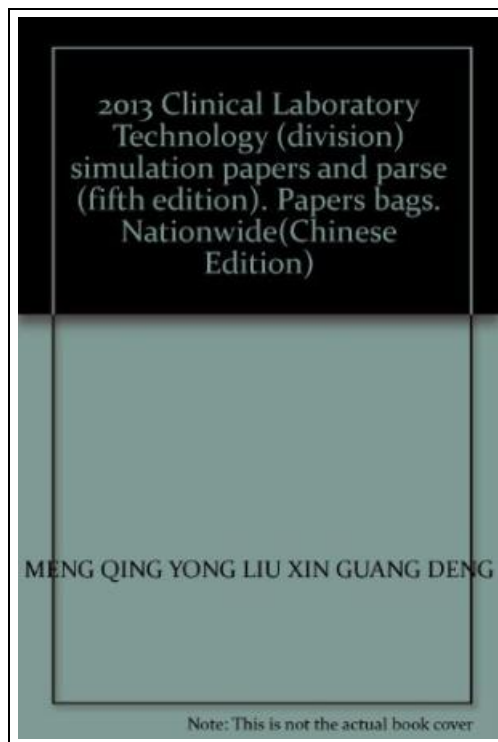 2013 Clinical Laboratory
Technology (division)
simulation papers and parse
(fifth edition). Papers bags.
Nationwide(Chinese
Edition)
MENG QING YONG LIU XIN GUANG DENG
Note: This is not the actual book cover